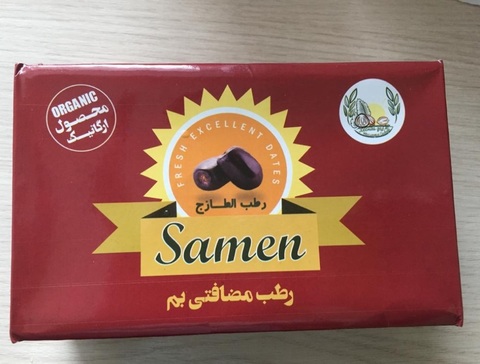 ORGANIC
محصول
ارگانیک
FRESH EXCELLENT DATES
رطب الطازج
Samen
رطب مضافتی بم